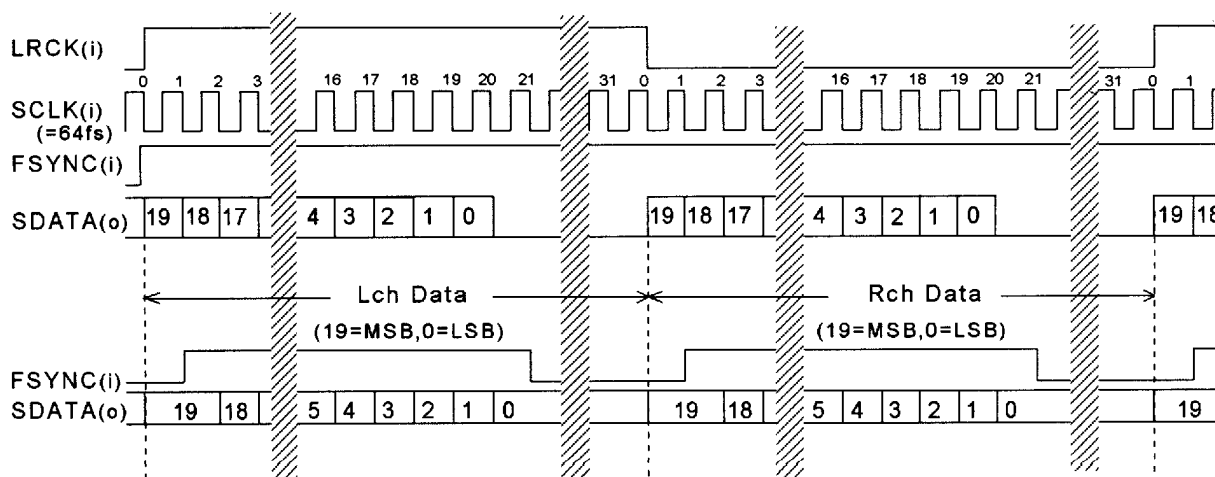 LRCK(i)
0 1 2 3 16 17 18 19 20 21 31 0 1 2 3 16 17 18 19 20 21 31 0 1
SCLK(i)
(=64fs)
FSYNC(i)
SDATA(o) 19 18 17 4 3 2 1 0 19 18 17 4 3 2 1 0 19 18
Lch Data Rch Data
(19=MSB,0=LSB) (19=MSB,0=LSB)
FSYNC(i)
SDATA(o) 19 18 5 4 3 2 1 0 19 18 5 4 3 2 1 0 19